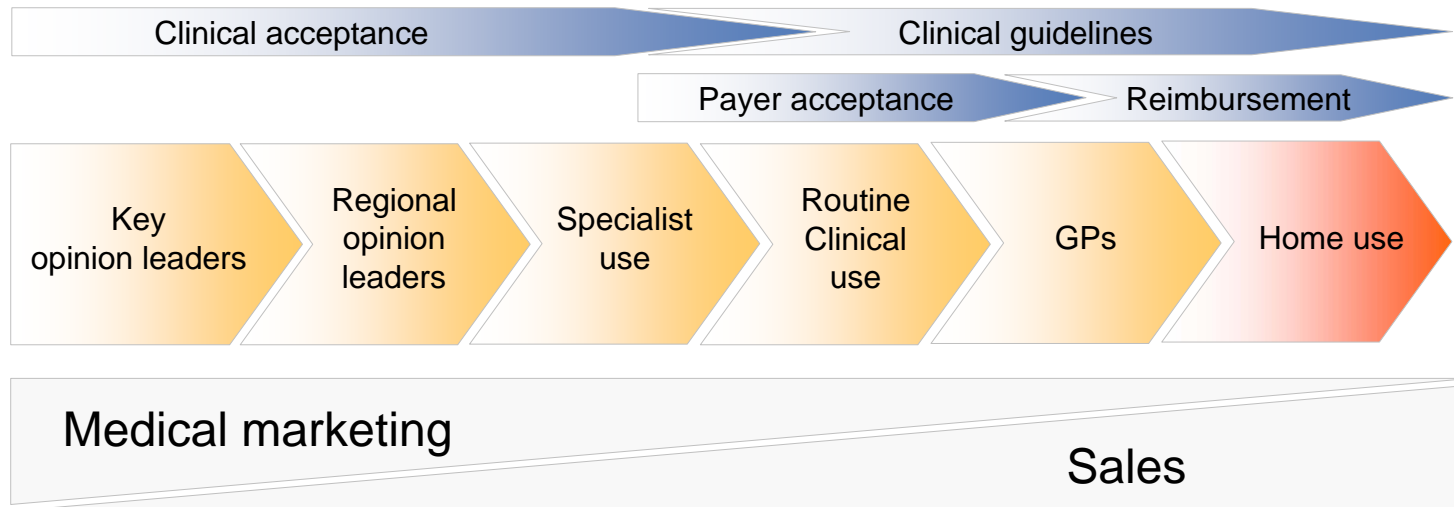 Clinical acceptance
Clinical guidelines
Payer acceptance
Reimbursement
Key
opinion leaders
Regional
opinion
leaders
Specialist
use
Routine
Clinical
use
GPs
Home use
Medical marketing
Sales